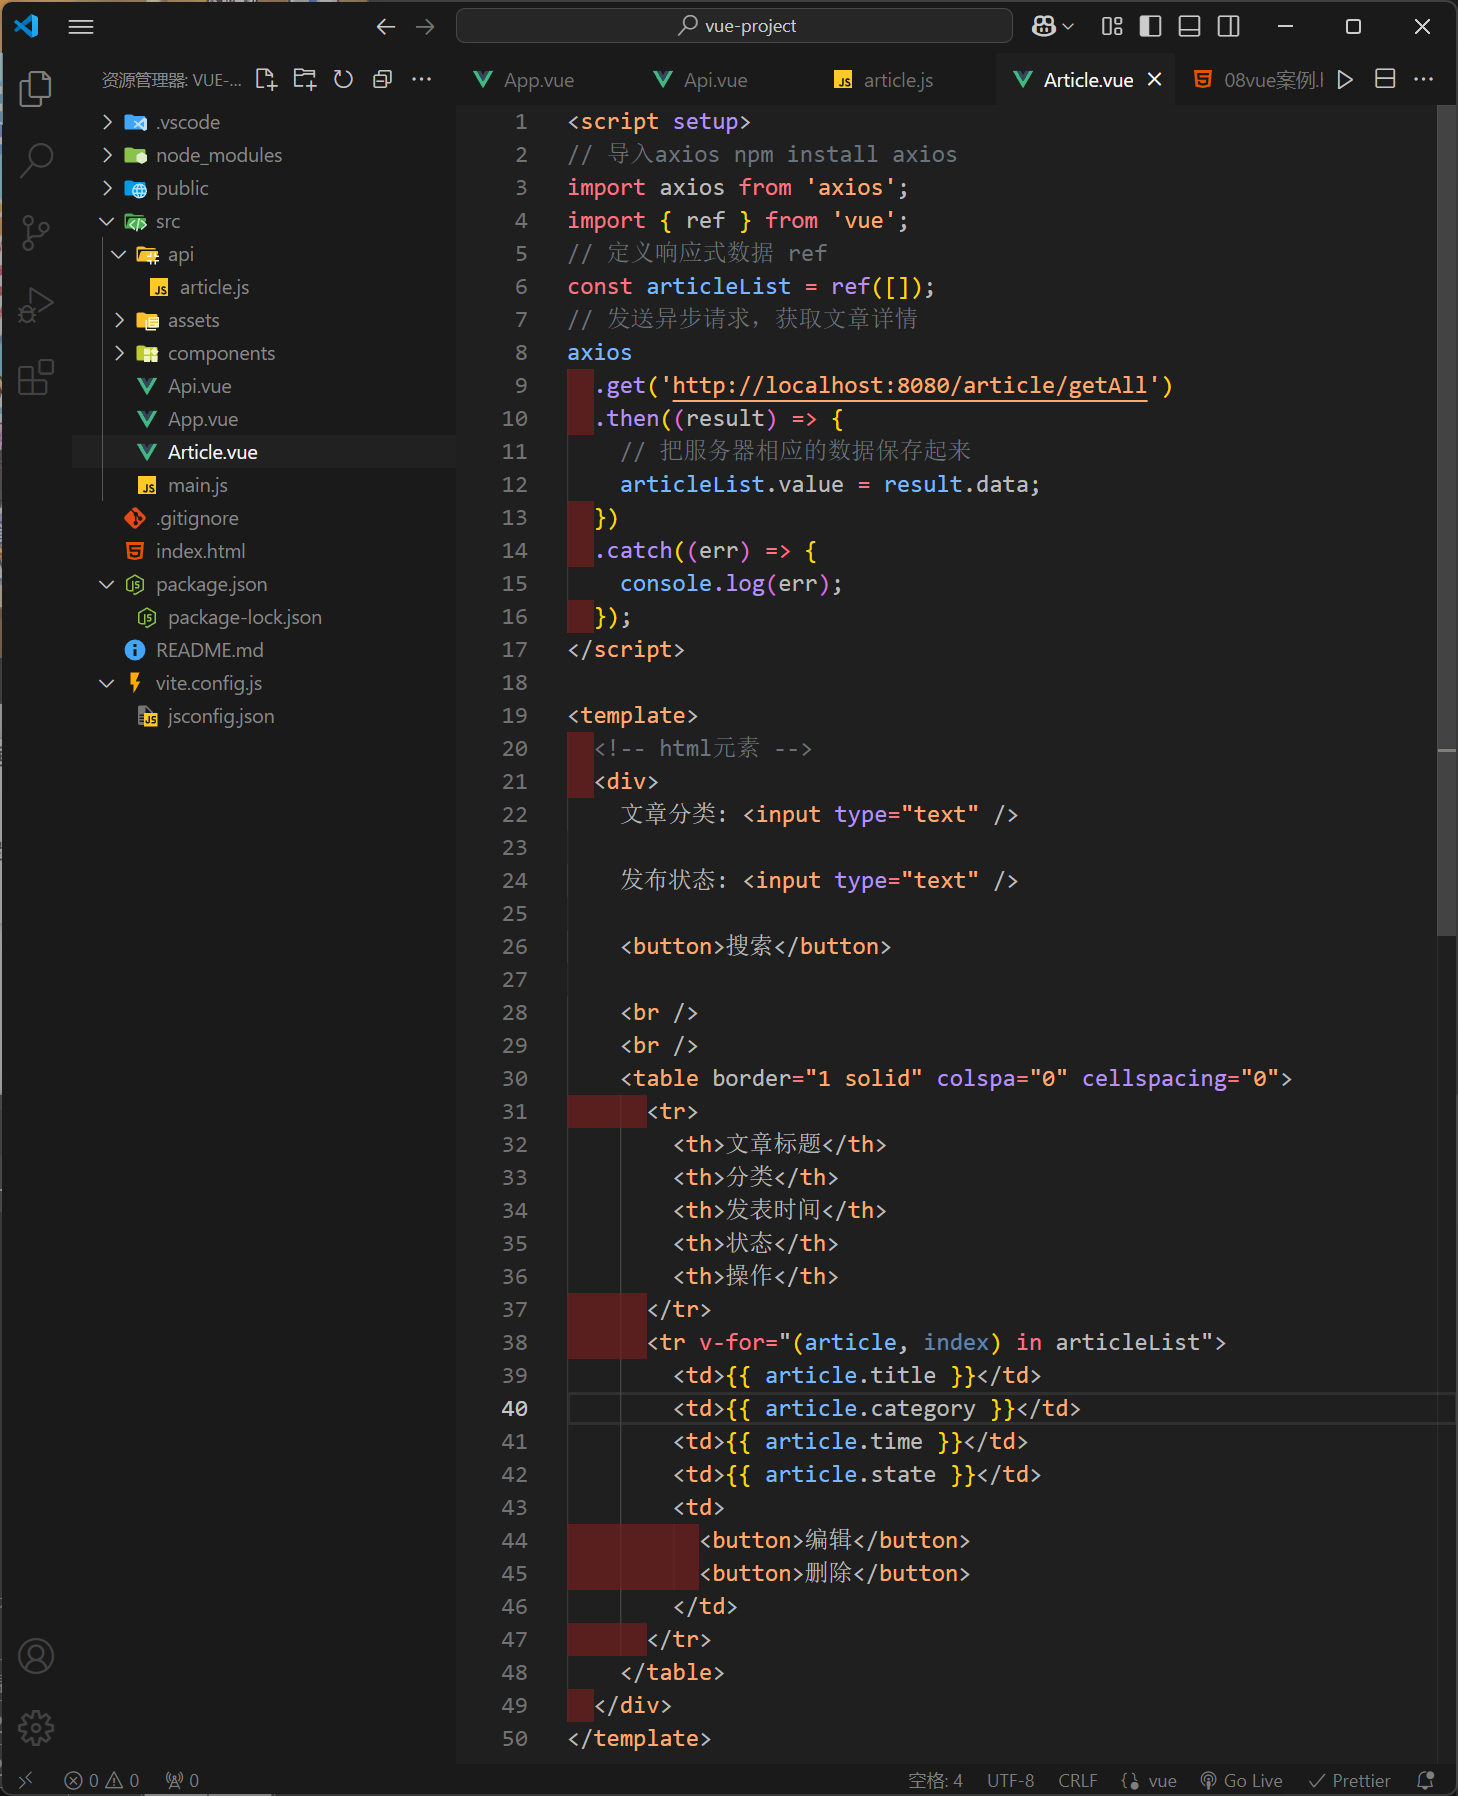 vue-project
资源管理器: VUE-...
App.vue
Api.vue
article.js
Article.vue
08vue案例.h
.vscode
node_modules
public
src
api
article.js
assets
components
Api.vue
App.vue
Article.vue
main.js
.gitignore
index.html
package.json
package-lock.json
README.md
vite.config.js
jsconfig.json
1 <script setup>
2 // 导入axios npm install axios
3 import axios from 'axios';
4 import { ref } from 'vue';
5 // 定义响应式数据 ref
6 const articleList = ref([]);
7 // 发送异步请求，获取文章详情
8 axios
9 .get('http://localhost:8080/article/getAll')
10 .then((result) => {
11 // 把服务器相应的数据保存起来
12 articleList.value = result.data;
13 })
14 .catch((err) => {
15 console.log(err);
16 });
17 </script>
18
19 <template>
20 <!-- html元素 -->
21 <div>
22 文章分类: <input type="text" />
23
24 发布状态: <input type="text" />
25
26 <button>搜索</button>
27
28 <br />
29 <br />
30 <table border="1 solid" colspa="0" cellspacing="0">
31 <tr>
32 <th>文章标题</th>
33 <th>分类</th>
34 <th>发表时间</th>
35 <th>状态</th>
36 <th>操作</th>
37 </tr>
38 <tr v-for="(article, index) in articleList">
39 <td>{{ article.title }}</td>
40 <td>{{ article.category }}</td>
41 <td>{{ article.time }}</td>
42 <td>{{ article.state }}</td>
43 <td>
44 <button>编辑</button>
45 <button>删除</button>
46 </td>
47 </tr>
48 </table>
49 </div>
50 </template>
0 0 0 空格: 4 UTF-8 CRLF vue Go Live Prettier